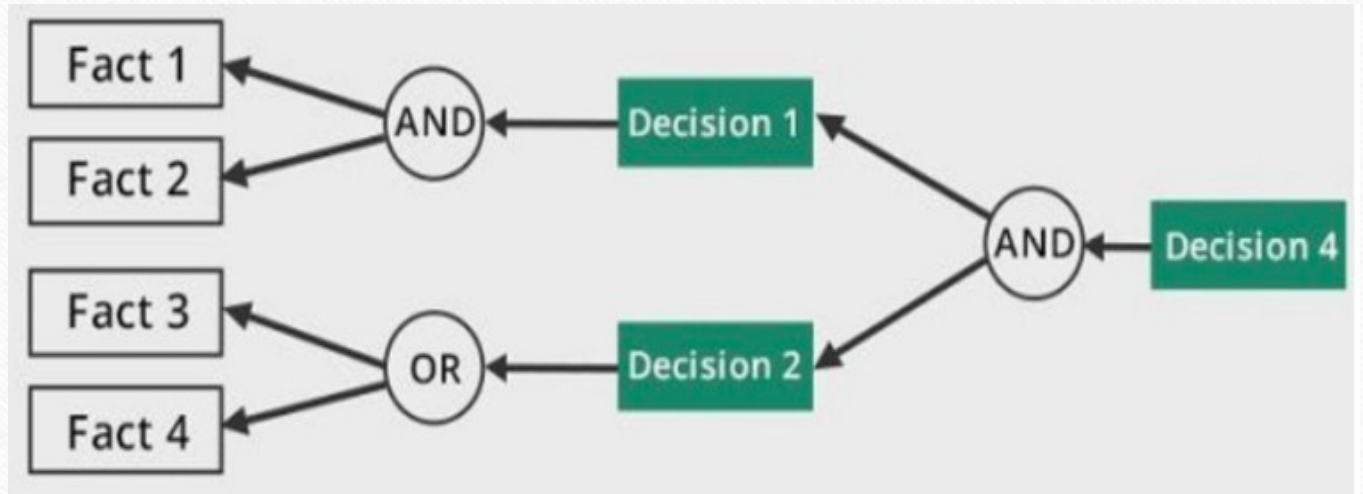 Fact 1
Fact 2
AND
Decision 1
Fact 3
Fact 4
OR
Decision 2
AND
Decision 4